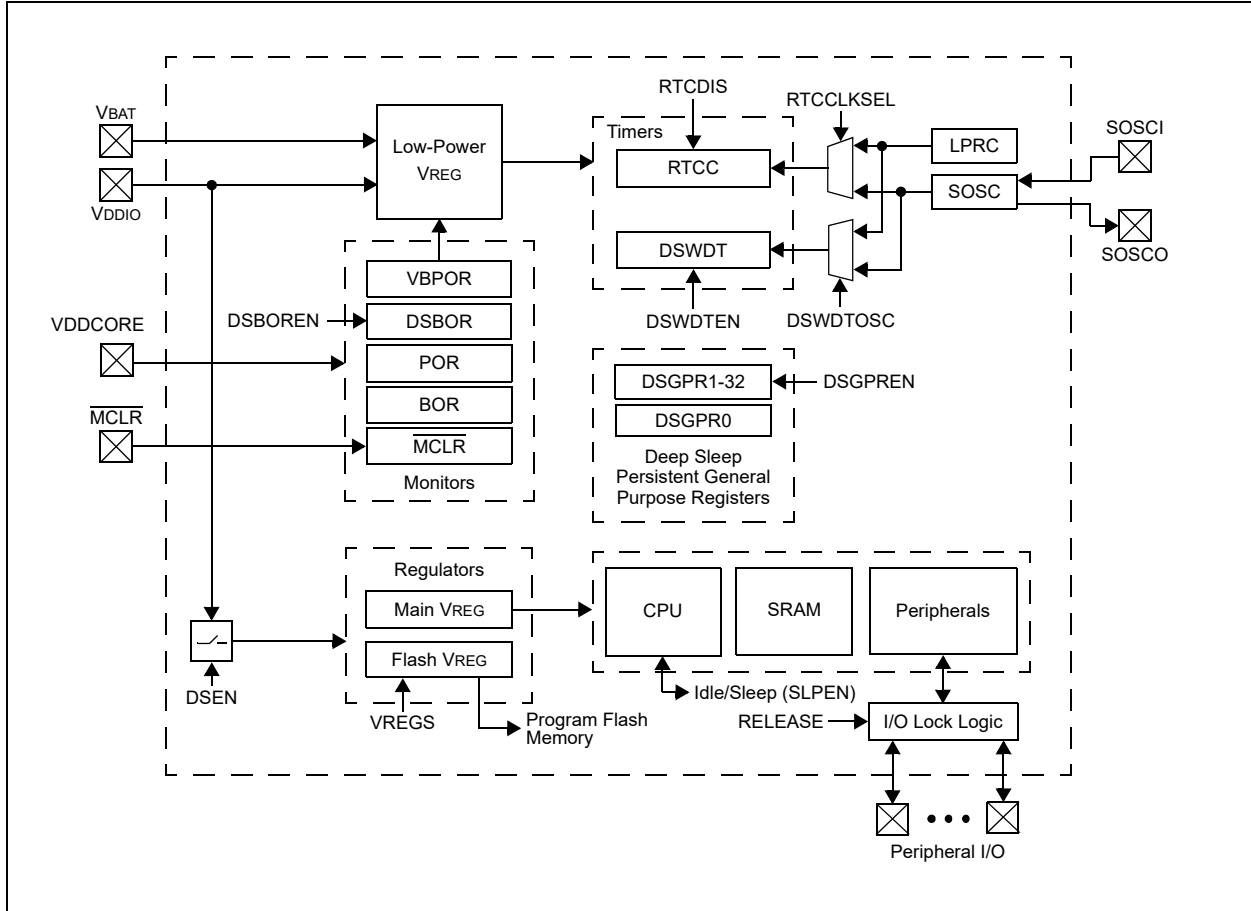 RTCDIS
RTCCLKSEL
VBAT
SOSCI
Timers
Low-Power
VREG
LPRC
RTCC
SOSC
VDDIO
DSWDT
SOSCO
VBPOR
DSWDTEN
DSWDTOSC
VDDCORE
DSBOREN
DSBOR
POR
DSGPR1-32
DSGPREN
BOR
DSGPR0
MCLR
MCLR
Deep Sleep
Persistent General
Purpose Registers
Monitors
Regulators
Main VREG
CPU
SRAM
Peripherals
Flash VREG
DSEN
Idle/Sleep (SLPEN)
VREGS
Program Flash
Memory
RELEASE
I/O Lock Logic
Peripheral I/O